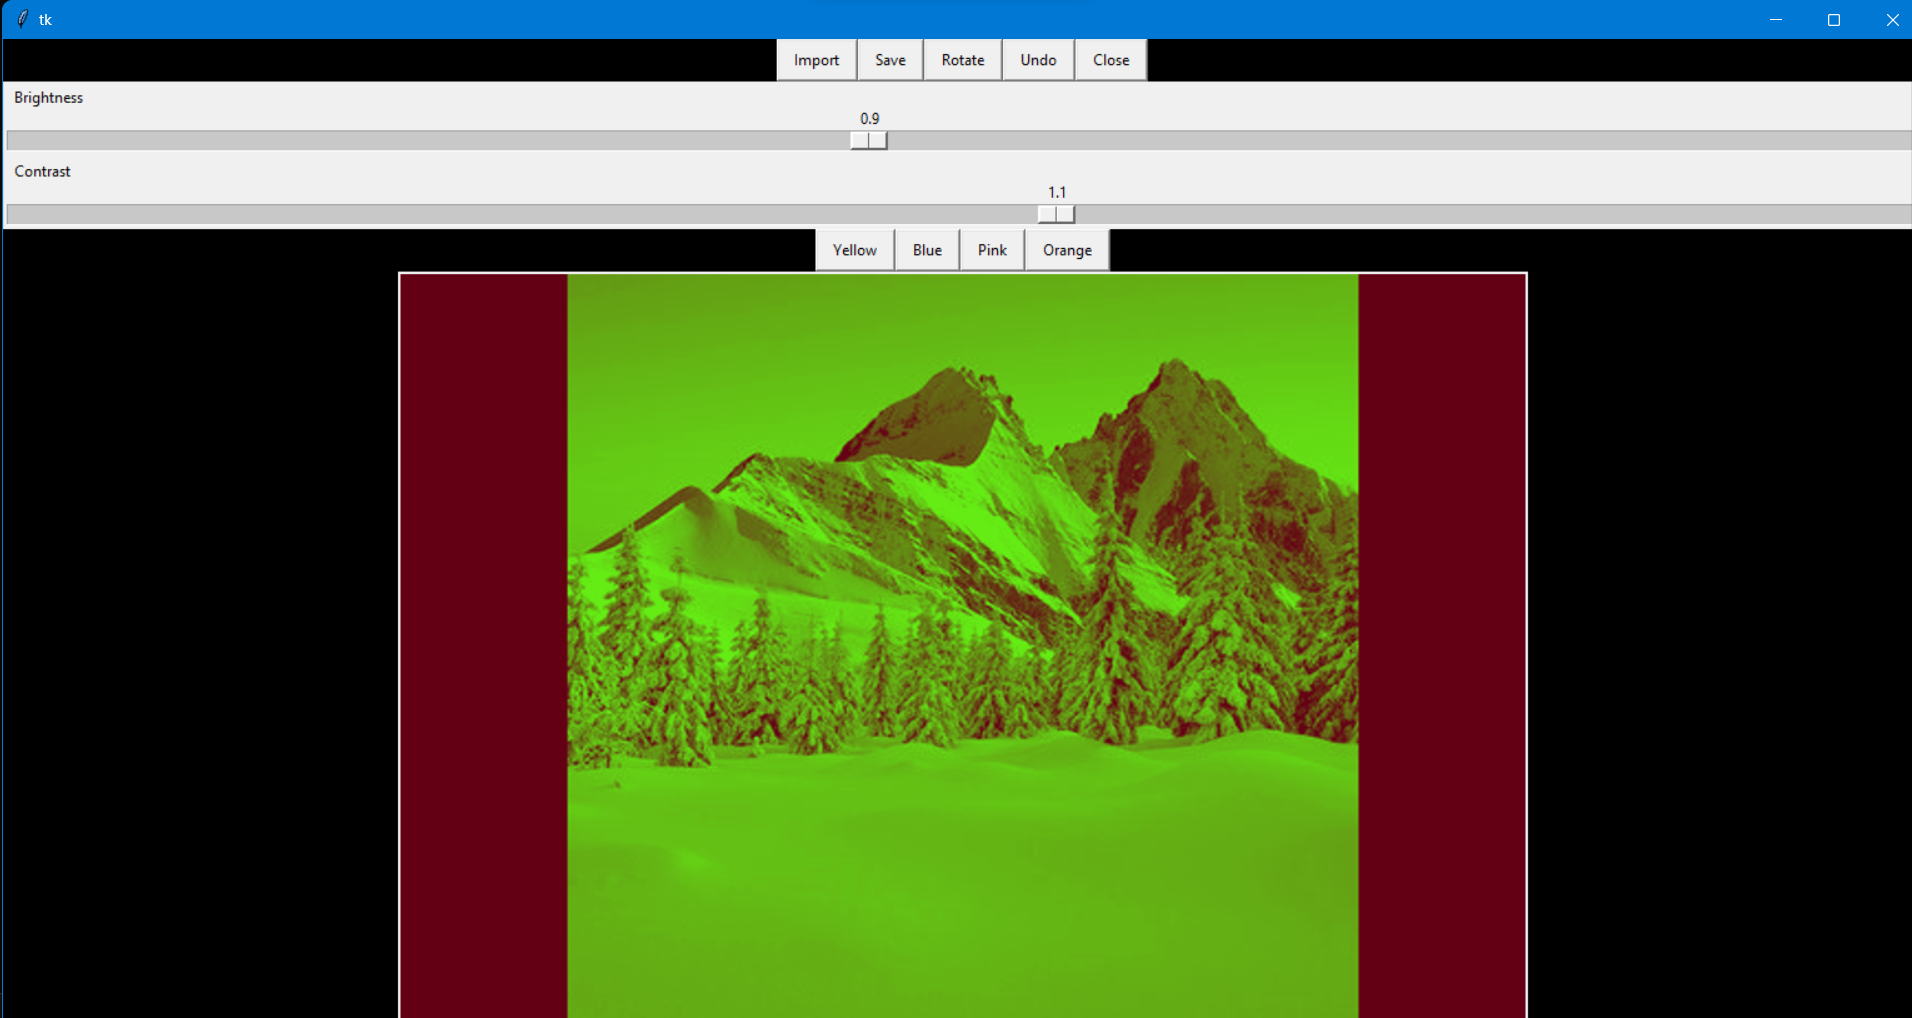 tk
Import Save Rotate Undo Close
Brightness
0.9
Contrast
1.1
Yellow Blue Pink Orange